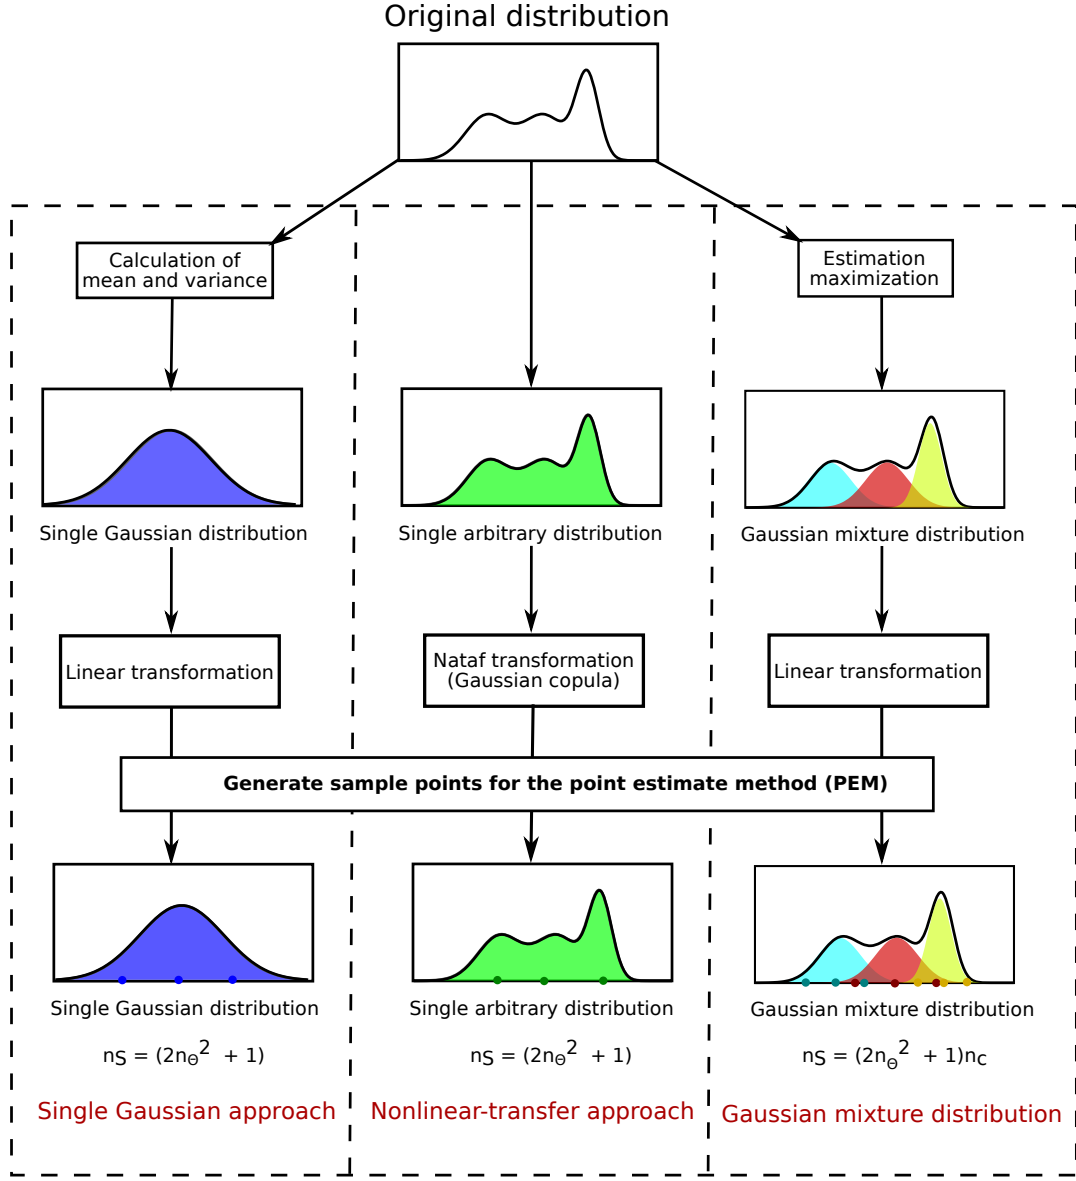 Original distribution
Calculation of
mean and variance
Estimation
maximization
Single Gaussian distribution
Single arbitrary distribution
Gaussian mixture distribution
Linear transformation
Nataf transformation
(Gaussian copula)
Linear transformation
Generate sample points for the point estimate method (PEM)
Single Gaussian distribution
Single arbitrary distribution
Gaussian mixture distribution
nS = (2nΘ² + 1)
nS = (2nΘ² + 1)
nS = (2nΘ² + 1)nC
Single Gaussian approach
Nonlinear-transfer approach
Gaussian mixture distribution